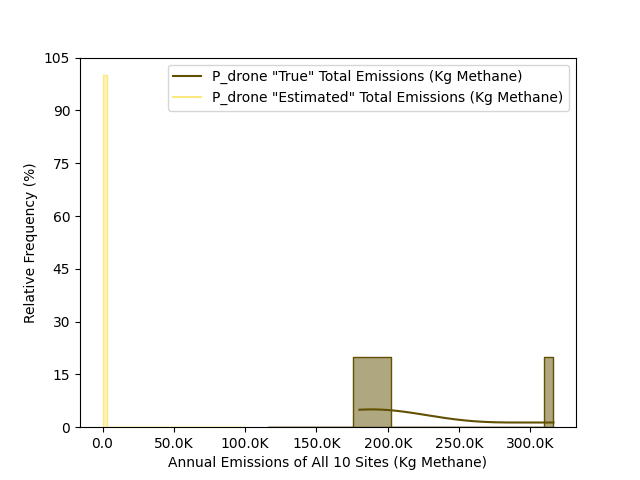 105
90
75
60
45
30
15
0
Relative Frequency (%)
P_drone "True" Total Emissions (Kg Methane)
P_drone "Estimated" Total Emissions (Kg Methane)
0.0 50.0K 100.0K 150.0K 200.0K 250.0K 300.0K
Annual Emissions of All 10 Sites (Kg Methane)